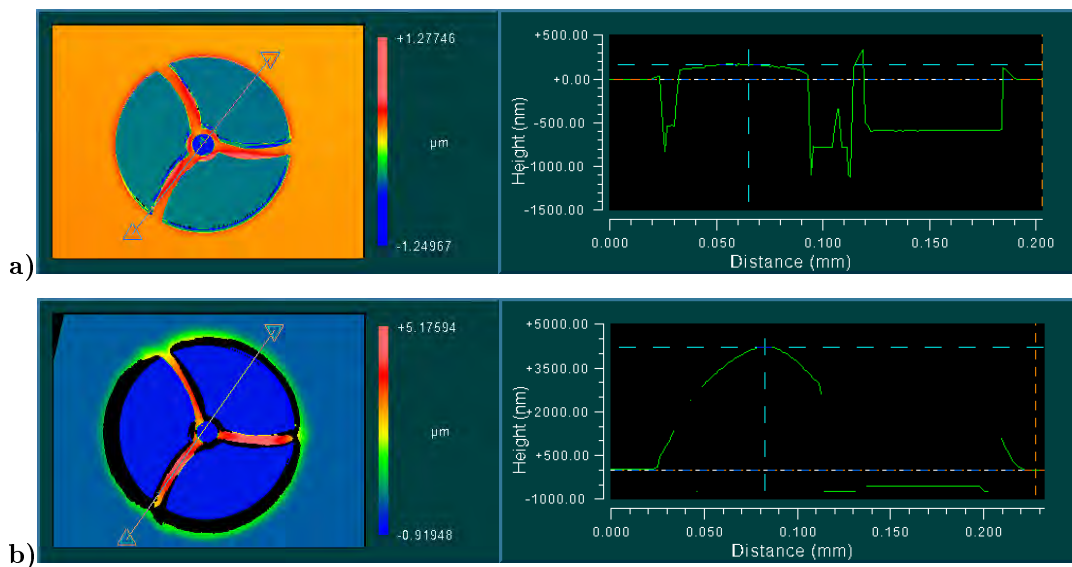 a)
+1.27746
µm
-1.24967
Height (nm)
+500.00
+0.00
-500.00
-1000.00
-1500.00
0.000 0.050 0.100 0.150 0.200
Distance (mm)
b)
+5.17594
µm
-0.91948
Height (nm)
+5000.00
+3500.00
+2000.00
+500.00
-1000.00
0.000 0.050 0.100 0.150 0.200
Distance (mm)